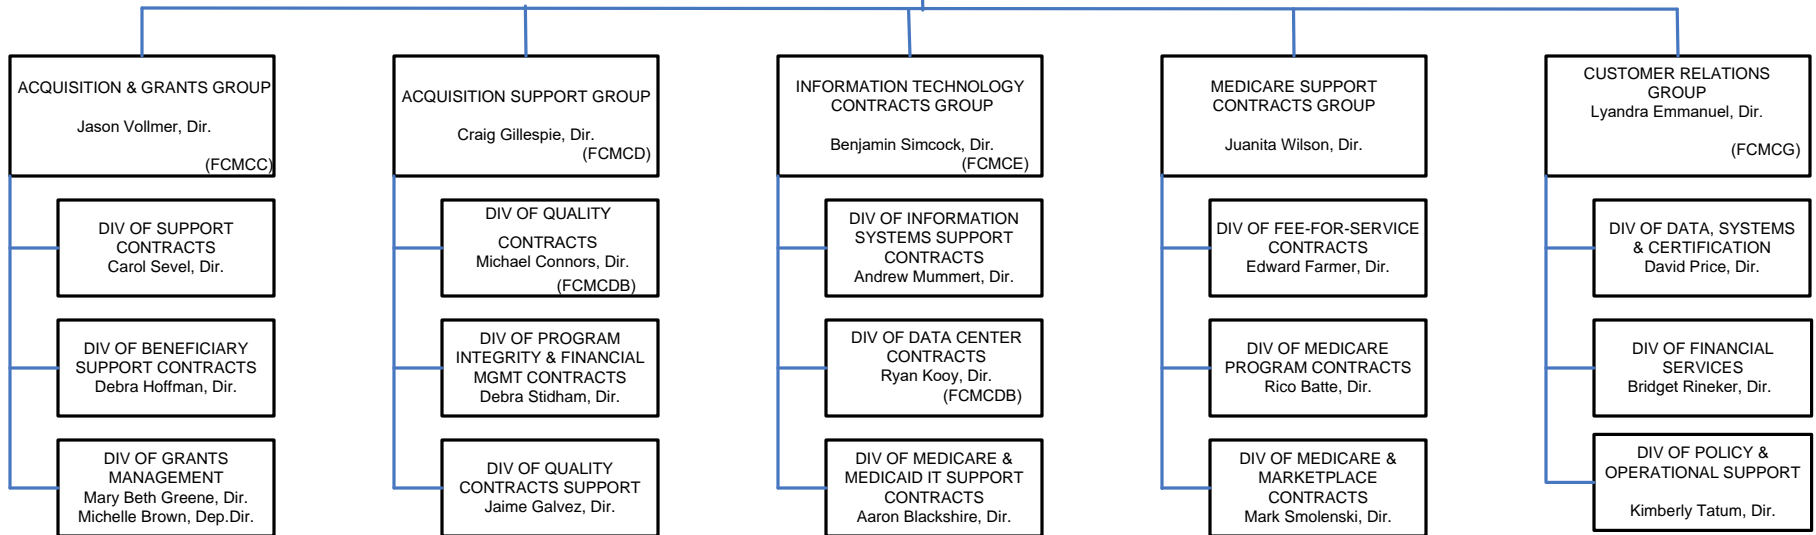 ACQUISITION & GRANTS GROUP
Jason Vollmer, Dir.
(FCMCC)
DIV OF SUPPORT
CONTRACTS
Carol Sevel, Dir.
DIV OF BENEFICIARY
SUPPORT CONTRACTS
Debra Hoffman, Dir.
DIV OF GRANTS
MANAGEMENT
Mary Beth Greene, Dir.
Michelle Brown, Dep.Dir.
ACQUISITION SUPPORT GROUP
Craig Gillespie, Dir.
(FCMCD)
DIV OF QUALITY
CONTRACTS
Michael Connors, Dir.
(FCMCDB)
DIV OF PROGRAM
INTEGRITY & FINANCIAL
MGMT CONTRACTS
Debra Stidham, Dir.
DIV OF QUALITY
CONTRACTS SUPPORT
Jaime Galvez, Dir.
INFORMATION TECHNOLOGY
CONTRACTS GROUP
Benjamin Simcock, Dir.
(FCMCE)
DIV OF INFORMATION
SYSTEMS SUPPORT
CONTRACTS
Andrew Mummert, Dir.
DIV OF DATA CENTER
CONTRACTS
Ryan Kooy, Dir.
(FCMCDB)
DIV OF MEDICARE &
MEDICAID IT SUPPORT
CONTRACTS
Aaron Blackshire, Dir.
MEDICARE SUPPORT
CONTRACTS GROUP
Juanita Wilson, Dir.
DIV OF FEE-FOR-SERVICE
CONTRACTS
Edward Farmer, Dir.
DIV OF MEDICARE
PROGRAM CONTRACTS
Rico Batte, Dir.
DIV OF MEDICARE &
MARKETPLACE
CONTRACTS
Mark Smolenski, Dir.
CUSTOMER RELATIONS
GROUP
Lyandra Emmanuel, Dir.
(FCMCG)
DIV OF DATA, SYSTEMS
& CERTIFICATION
David Price, Dir.
DIV OF FINANCIAL
SERVICES
Bridget Rineker, Dir.
DIV OF POLICY &
OPERATIONAL SUPPORT
Kimberly Tatum, Dir.